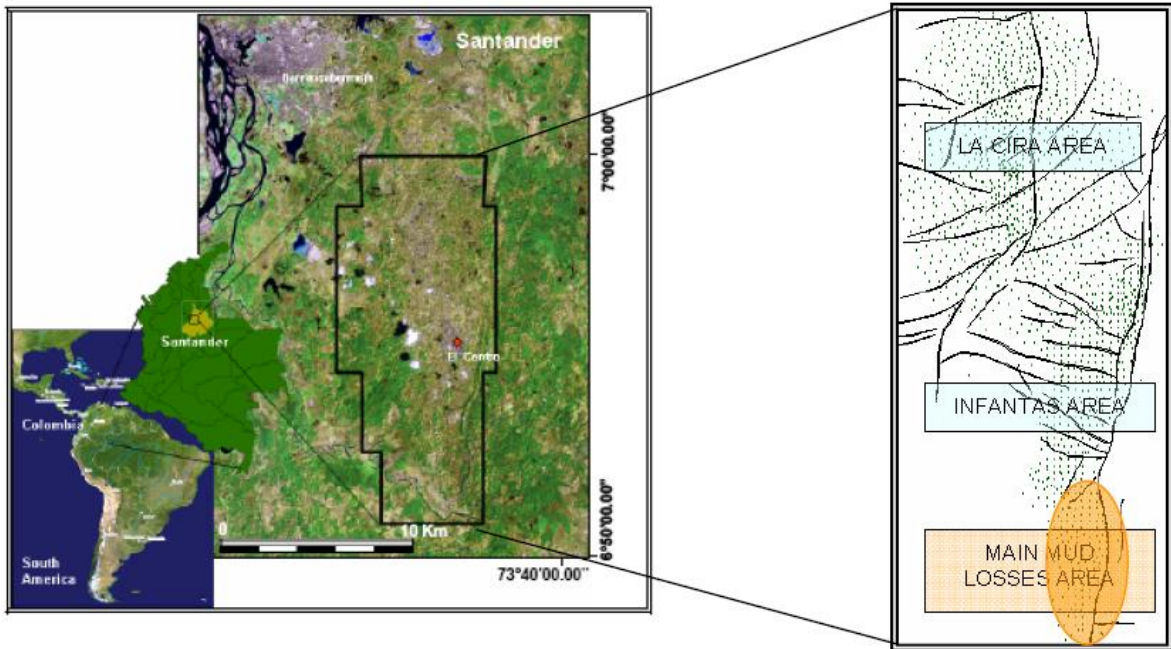 Santander
7°00'00.00"
Santander
El Centro
Colombia
0
10 Km
6°50'00.00"
73°40'00.00"
South
America
LA CIRA AREA
INFANTAS AREA
MAIN MUD
LOSSES AREA